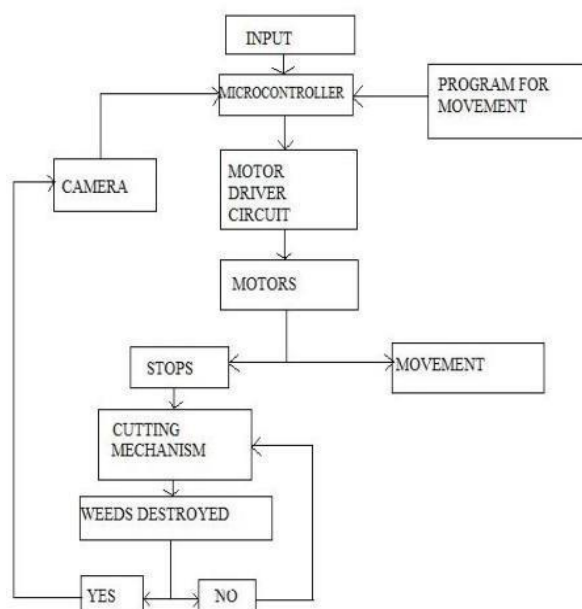 INPUT
MICROCONTROLLER
PROGRAM FOR
MOVEMENT
CAMERA
MOTOR
DRIVER
CIRCUIT
MOTORS
STOPS
MOVEMENT
CUTTING
MECHANISM
WEEDS DESTROYED
YES
NO